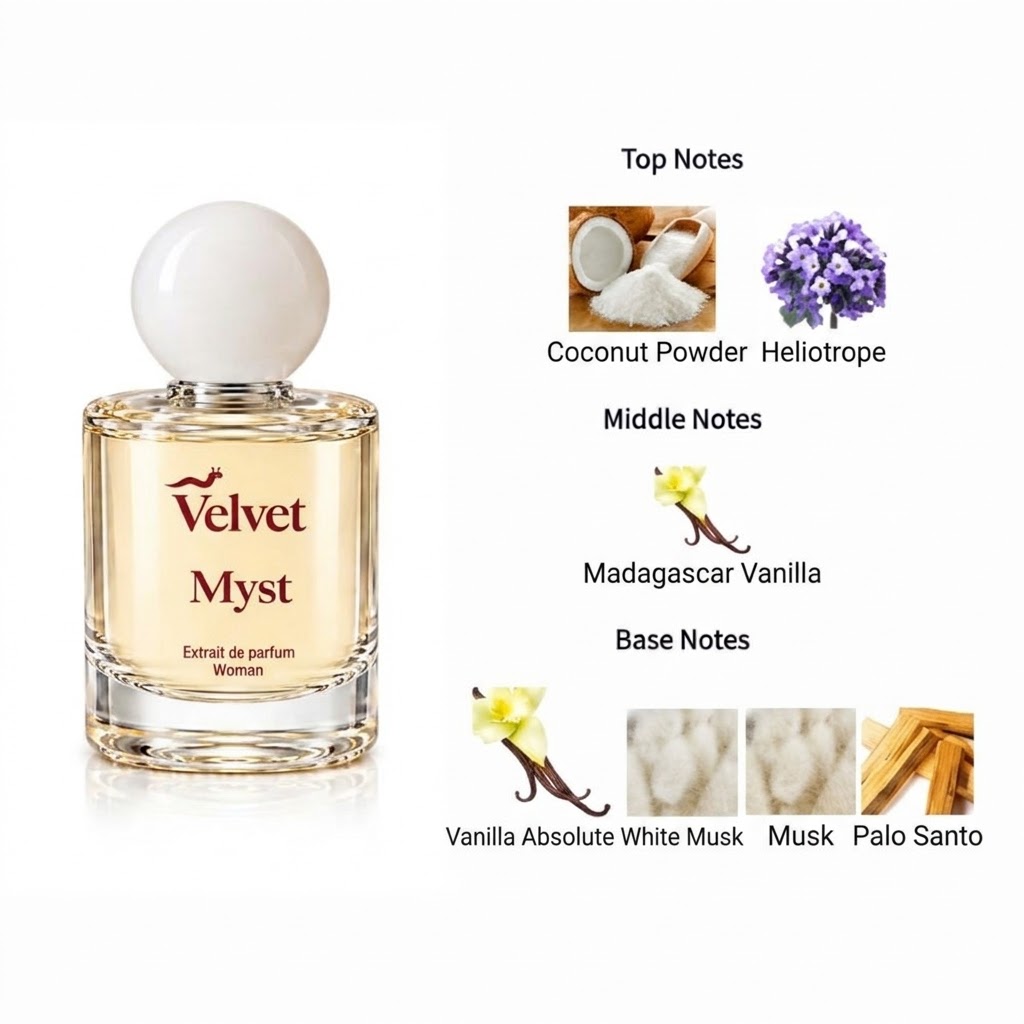 Velvet
Myst
Extrait de parfum
Woman
Top Notes
Coconut Powder Heliotrope
Middle Notes
Madagascar Vanilla
Base Notes
Vanilla Absolute White Musk Musk Palo Santo